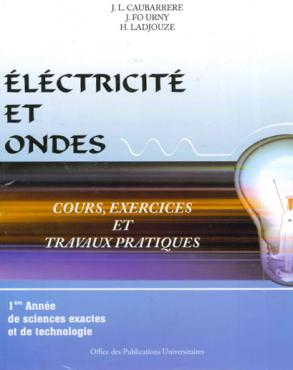 J. L. CAUBARRERE
J. FO URNY
H. LADJOUZE
ÉLÉCTRICITÉ
ET
ONDES
COURS, EXERCICES
ET
TRAVAUX PRATIQUES
1ère Année
de sciences exactes
et de technologie
Office des Publications Universitaires